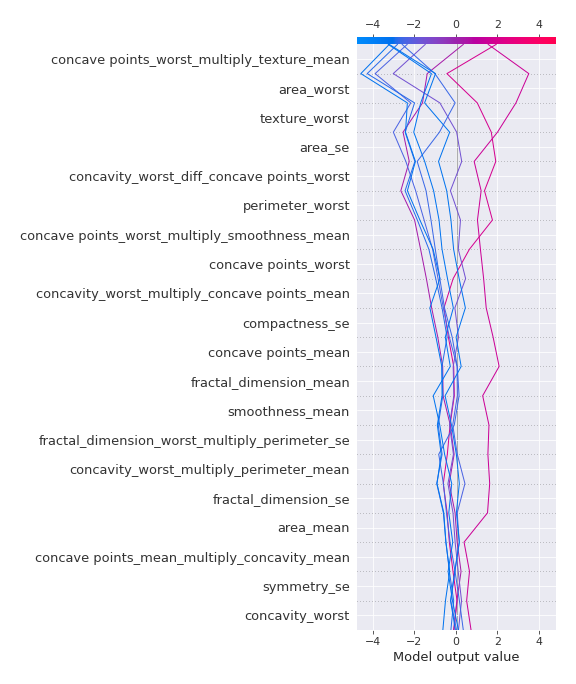 −4 −2 0 2 4
concave points_worst_multiply_texture_mean
area_worst
texture_worst
area_se
concavity_worst_diff_concave points_worst
perimeter_worst
concave points_worst_multiply_smoothness_mean
concave points_worst
concavity_worst_multiply_concave points_mean
compactness_se
concave points_mean
fractal_dimension_mean
smoothness_mean
fractal_dimension_worst_multiply_perimeter_se
concavity_worst_multiply_perimeter_mean
fractal_dimension_se
area_mean
concave points_mean_multiply_concavity_mean
symmetry_se
concavity_worst
−4 −2 0 2 4
Model output value